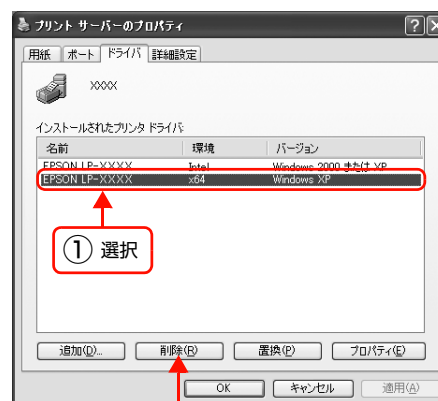 プリント サーバーのプロパティ
用紙 ポート ドライバ 詳細設定
XXXX
インストールされたプリンタ ドライバ:
名前 環境 バージョン
EPSON LP-XXXX Intel Windows 2000 または XP
EPSON LP-XXXX x64 Windows XP
① 選択
追加(D)... 削除(R) 置換(P) プロパティ(E)
OK キャンセル 適用(A)